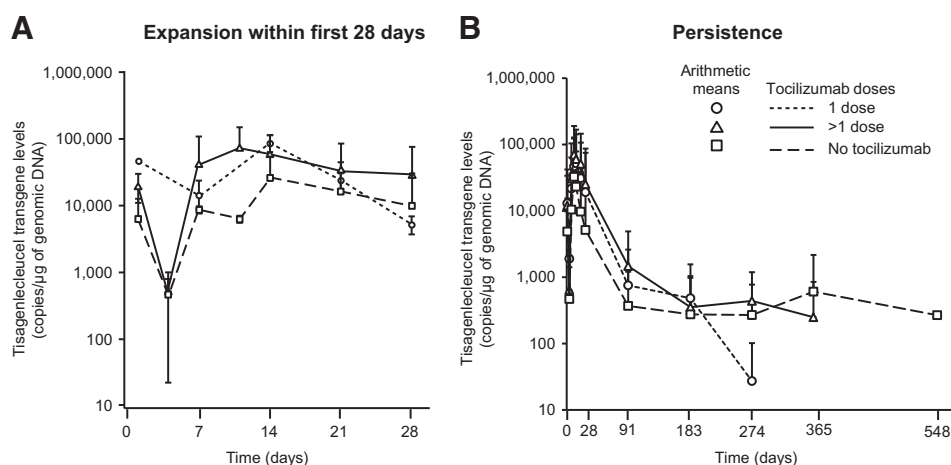 A
Expansion within first 28 days
Tisagenlecleucel transgene levels
(copies/μg of genomic DNA)
1,000,000
100,000
10,000
1,000
100
10
0
7
14
21
28
Time (days)
B
Persistence
Tisagenlecleucel transgene levels
(copies/μg of genomic DNA)
1,000,000
100,000
10,000
1,000
100
10
0
28
91
183
274
365
548
Time (days)
Arithmetic
means
Tocilizumab doses
1 dose
>1 dose
No tocilizumab